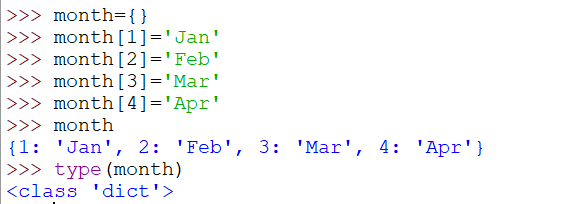 >>> month={}
>>> month[1]='Jan'
>>> month[2]='Feb'
>>> month[3]='Mar'
>>> month[4]='Apr'
>>> month
{1: 'Jan', 2: 'Feb', 3: 'Mar', 4: 'Apr'}
>>> type(month)
<class 'dict'>